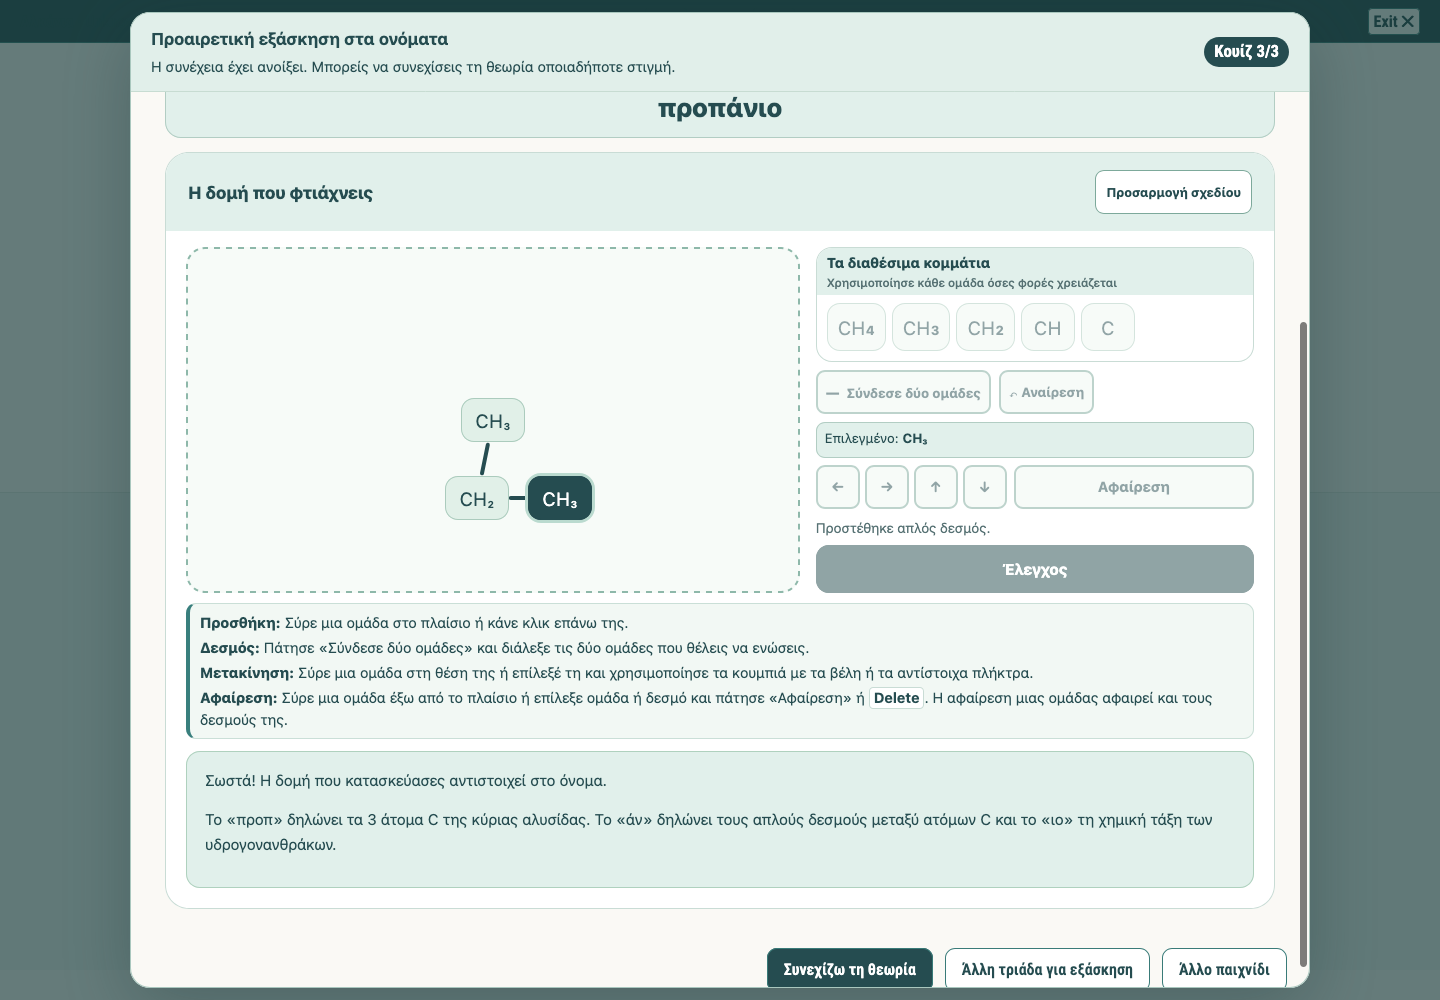 Exit ✕
Προαιρετική εξάσκηση στα ονόματα
Η συνέχεια έχει ανοίξει. Μπορείς να συνεχίσεις τη θεωρία οποιαδήποτε στιγμή.
Κουίζ 3/3
προπάνιο
Η δομή που φτιάχνεις
Προσαρμογή σχεδίου
CH₃
CH₂
CH₃
Τα διαθέσιμα κομμάτια
Χρησιμοποίησε κάθε ομάδα όσες φορές χρειάζεται
CH₄ CH₃ CH₂ CH C
— Σύνδεσε δύο ομάδες
↶ Αναίρεση
Επιλεγμένο: CH₃
← → ↑ ↓ Αφαίρεση
Προστέθηκε απλός δεσμός.
Έλεγχος
Προσθήκη: Σύρε μια ομάδα στο πλαίσιο ή κάνε κλικ επάνω της.
Δεσμός: Πάτησε «Σύνδεσε δύο ομάδες» και διάλεξε τις δύο ομάδες που θέλεις να ενώσεις.
Μετακίνηση: Σύρε μια ομάδα στη θέση της ή επίλεξέ τη και χρησιμοποίησε τα κουμπιά με τα βέλη ή τα αντίστοιχα πλήκτρα.
Αφαίρεση: Σύρε μια ομάδα έξω από το πλαίσιο ή επίλεξε ομάδα ή δεσμό και πάτησε «Αφαίρεση» ή Delete. Η αφαίρεση μιας ομάδας αφαιρεί και τους
δεσμούς της.
Σωστά! Η δομή που κατασκεύασες αντιστοιχεί στο όνομα.
Το «προπ» δηλώνει τα 3 άτομα C της κύριας αλυσίδας. Το «άν» δηλώνει τους απλούς δεσμούς μεταξύ ατόμων C και το «ιο» τη χημική τάξη των
υδρογονανθράκων.
Συνεχίζω τη θεωρία
Άλλη τριάδα για εξάσκηση
Άλλο παιχνίδι